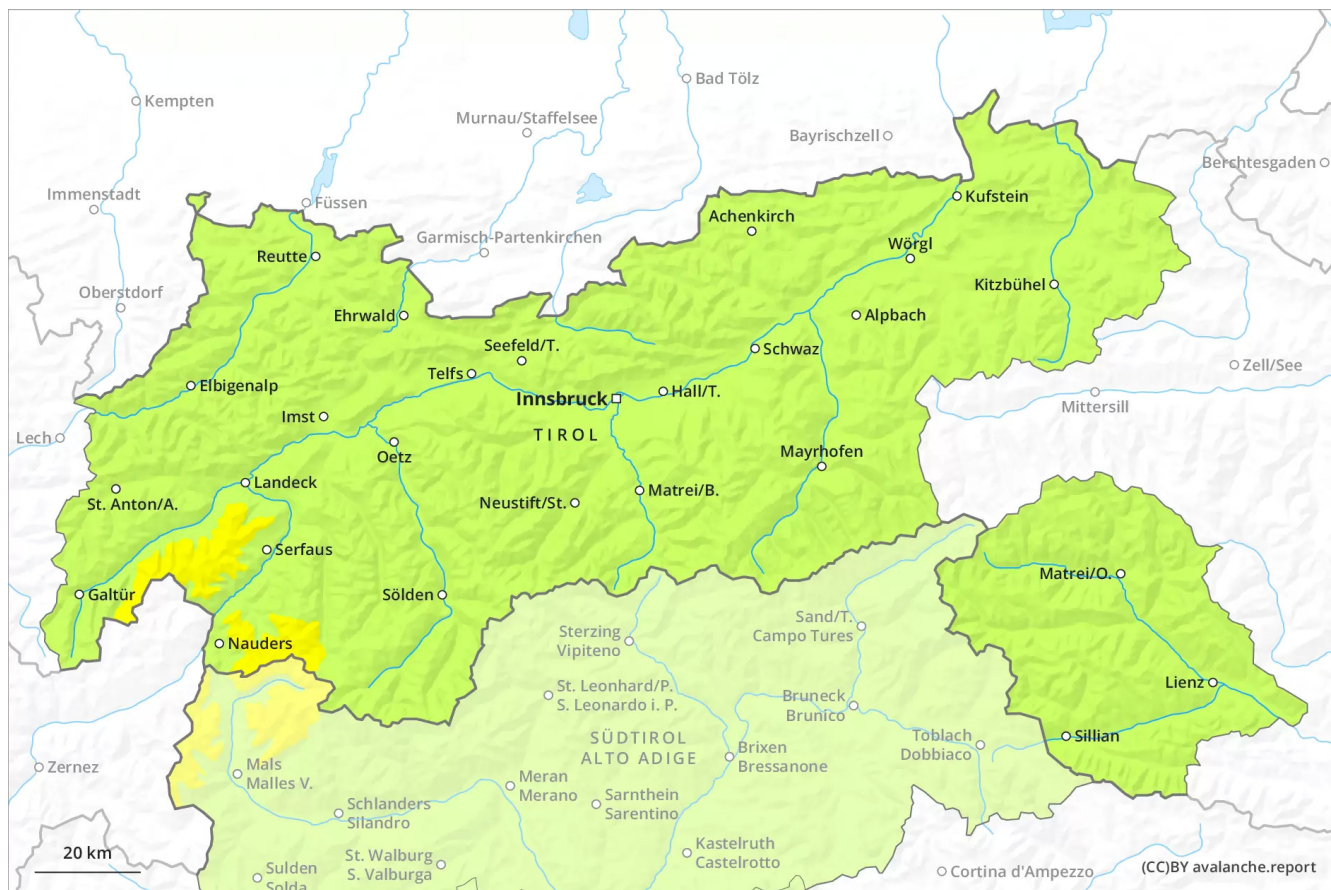 Bad Tölz
Kempten
Murnau/Staffelsee
Bayrischzell
Berchtesgaden
Immenstadt
Füssen
Kufstein
Achenkirch
Garmisch-Partenkirchen
Wörgl
Reutte
Kitzbühel
Oberstdorf
Ehrwald
Alpbach
Seefeld/T.
Schwaz
Zell/See
Telfs
Elbigenalp
Hall/T.
Innsbruck
Mittersill
Imst
TIROL
Lech
Oetz
Mayrhofen
Landeck
Matrei/B.
St. Anton/A.
Neustift/St.
Serfaus
Matrei/O.
Galtür
Sölden
Sand/T.
Campo Tures
Sterzing
Vipiteno
Nauders
Lienz
St. Leonhard/P.
S. Leonardo i. P.
Bruneck
Brunico
SÜDTIROL
ALTO ADIGE
Toblach
Dobbiaco
Sillian
Brixen
Bressanone
Zernez
Mals
Malles V.
Meran
Merano
Sarnthein
Sarentino
Schlanders
Silandro
Kastelruth
Castelrotto
20 km
St. Walburg
S. Valburga
Sulden
Solda
Cortina d'Ampezzo
(CC)BY avalanche.report